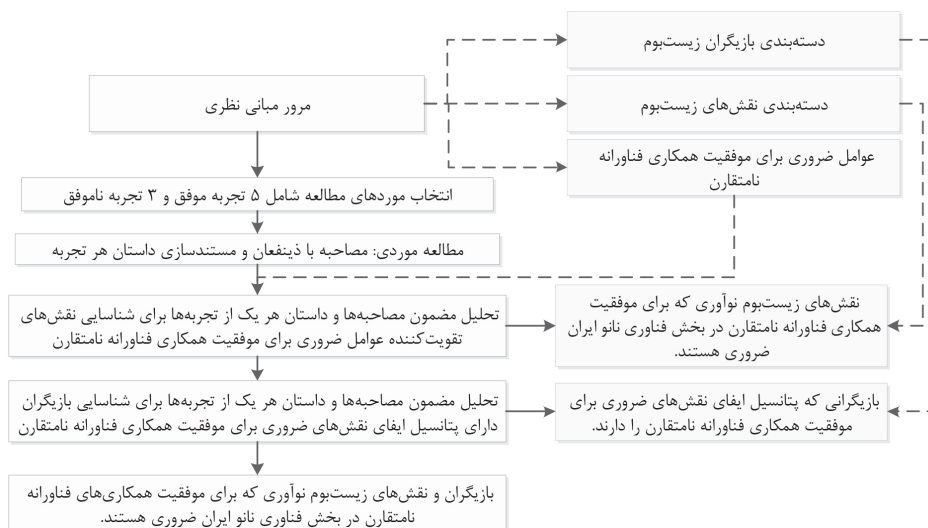 دسته‌بندی بازیگران زیست‌بوم
مرور مبانی نظری
دسته‌بندی نقش‌های زیست‌بوم
عوامل ضروری برای موفقیت همکاری فناورانه
نامتقارن
انتخاب موردهای مطالعه شامل ۵ تجربه موفق و ۳ تجربه ناموفق
مطالعه موردی: مصاحبه با ذینفعان و مستندسازی داستان هر تجربه
تحلیل مضمون مصاحبه‌ها و داستان هر یک از تجربه‌ها برای شناسایی نقش‌های
تقویت‌کننده عوامل ضروری برای موفقیت همکاری فناورانه نامتقارن
نقش‌های زیست‌بوم نوآوری که برای موفقیت
همکاری فناورانه نامتقارن در بخش فناوری نانو ایران
ضروری هستند.
تحلیل مضمون مصاحبه‌ها و داستان هر یک از تجربه‌ها برای شناسایی بازیگران
دارای پتانسیل ایفای نقش‌های ضروری برای موفقیت همکاری فناورانه نامتقارن
بازیگرانی که پتانسیل ایفای نقش‌های ضروری برای
موفقیت همکاری فناورانه نامتقارن را دارند.
بازیگران و نقش‌های زیست‌بوم نوآوری که برای موفقیت همکاری‌های فناورانه
نامتقارن در بخش فناوری نانو ایران ضروری هستند.